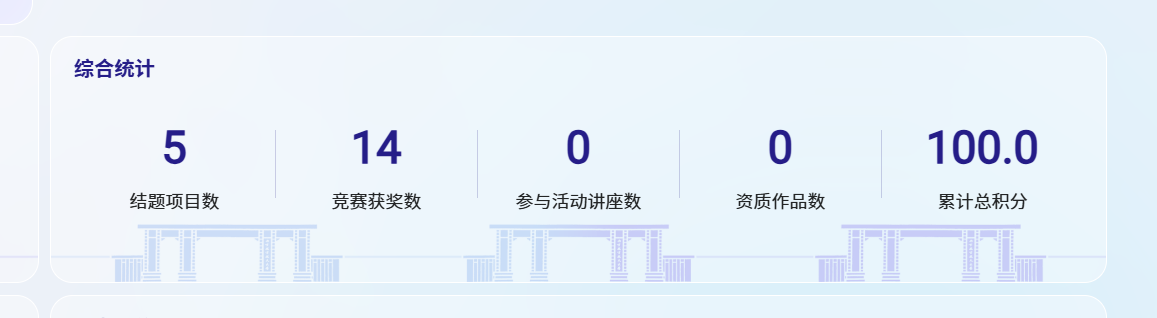 综合统计
5
14
0
0
100.0
结题项目数
竞赛获奖数
参与活动讲座数
资质作品数
累计总积分